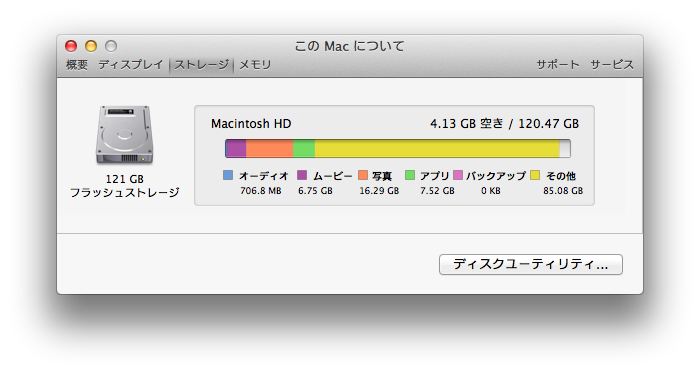 この Mac について
概要 ディスプレイ ストレージ メモリ サポート サービス
Macintosh HD 4.13 GB 空き / 120.47 GB
オーディオ ムービー 写真 アプリ バックアップ その他
706.8 MB 6.75 GB 16.29 GB 7.52 GB 0 KB 85.08 GB
121 GB
フラッシュストレージ
ディスクユーティリティ...